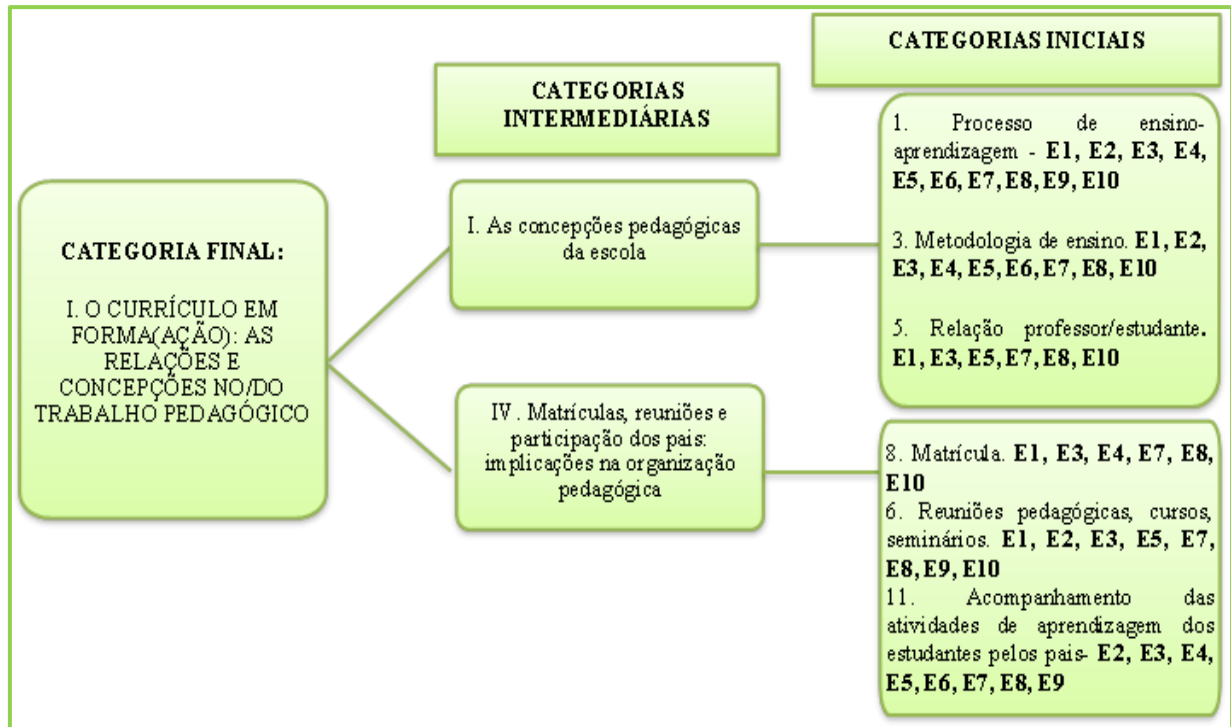 CATEGORIA FINAL:
I. O CURRÍCULO EM
FORMA(AÇÃO): AS
RELAÇÕES E
CONCEPÇÕES NO/DO
TRABALHO PEDAGÓGICO
CATEGORIAS
INTERMEDIÁRIAS
I. As concepções pedagógicas
da escola
IV. Matrículas, reuniões e
participação dos pais:
implicações na organização
pedagógica
CATEGORIAS INICIAIS
1. Processo de ensino-
aprendizagem - E1, E2, E3, E4,
E5, E6, E7, E8, E9, E10
3. Metodologia de ensino. E1, E2,
E3, E4, E5, E6, E7, E8, E10
5. Relação professor/estudante.
E1, E3, E5, E7, E8, E10
8. Matrícula. E1, E3, E4, E7, E8,
E10
6. Reuniões pedagógicas, cursos,
seminários. E1, E2, E3, E5, E7,
E8, E9, E10
11. Acompanhamento das
atividades de aprendizagem dos
estudantes pelos pais- E2, E3, E4,
E5, E6, E7, E8, E9